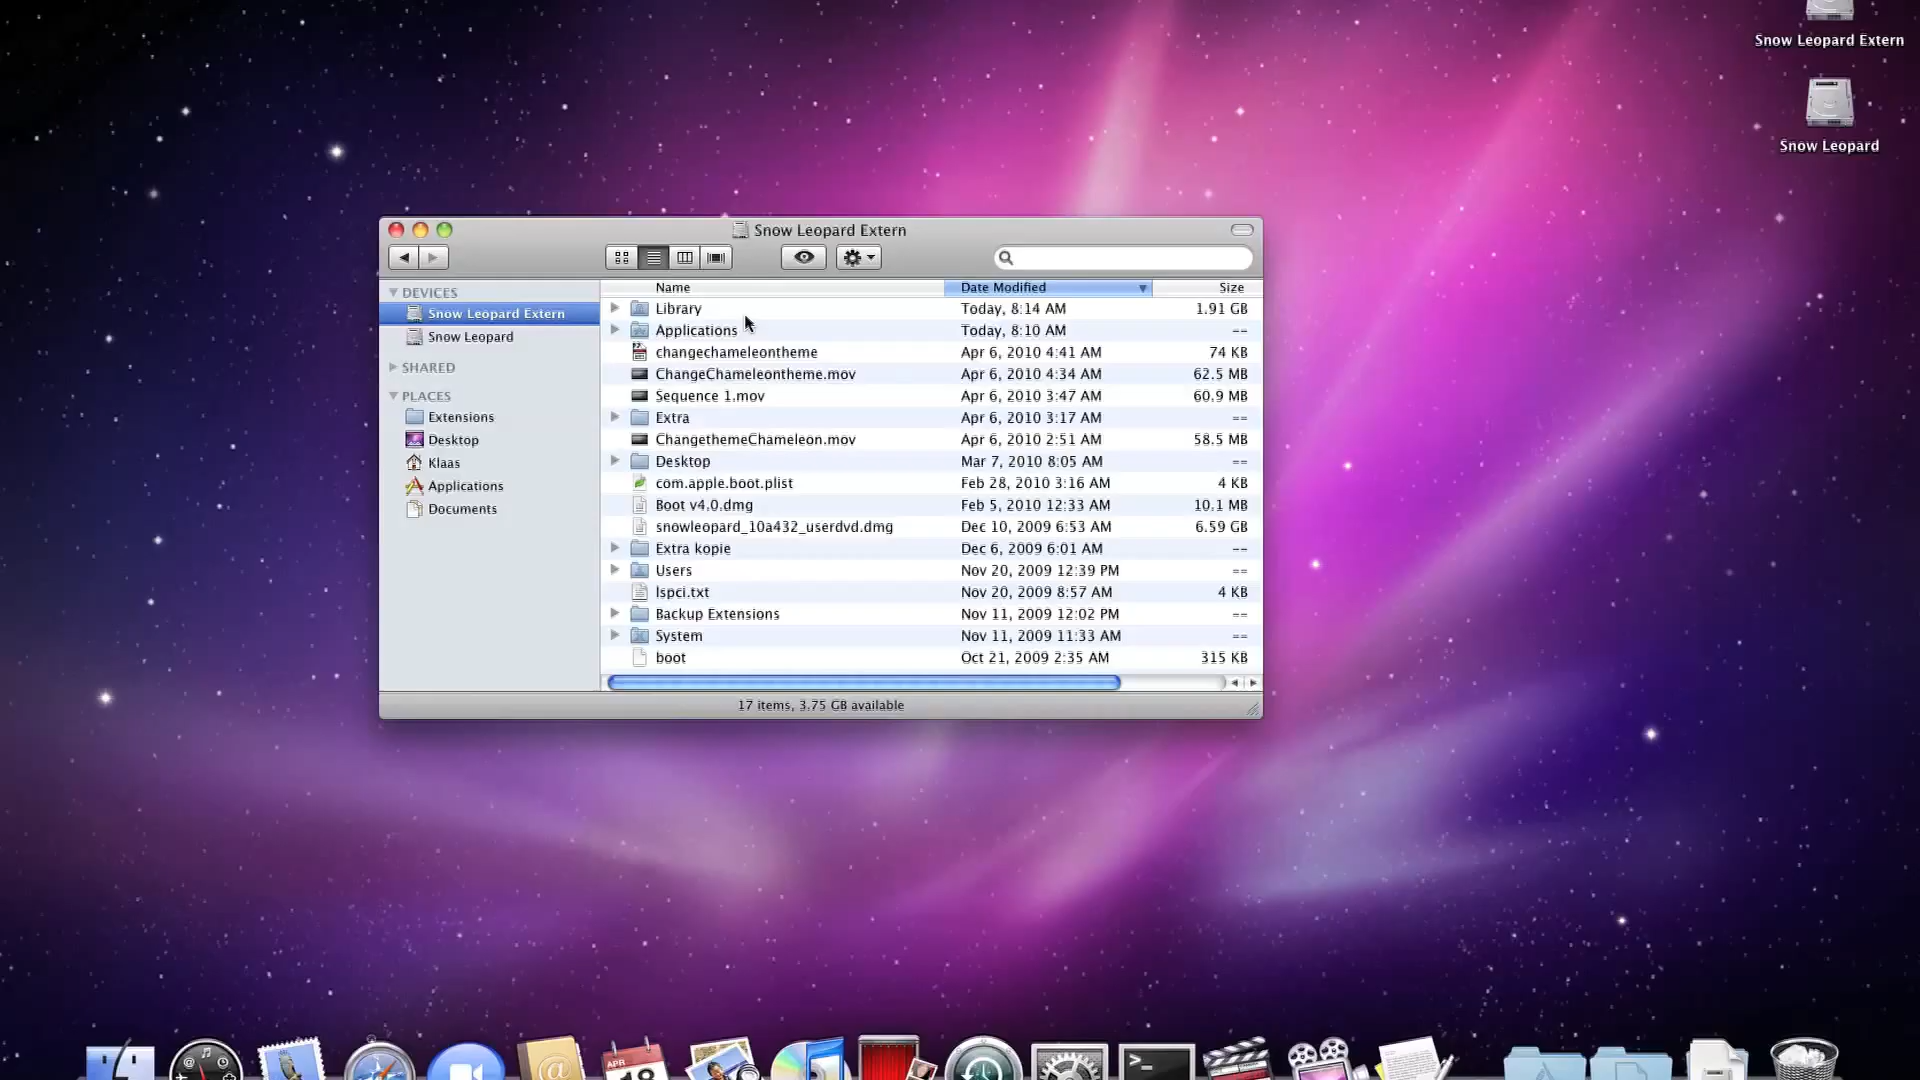 Snow Leopard Extern
Snow Leopard
Snow Leopard Extern
Name Date Modified Size
DEVICES
Snow Leopard Extern
Snow Leopard
SHARED
PLACES
Extensions
Desktop
Klaas
Applications
Documents
Library Today, 8:14 AM 1.91 GB
Applications Today, 8:10 AM --
changechameleontheme Apr 6, 2010 4:41 AM 74 KB
ChangeChameleontheme.mov Apr 6, 2010 4:34 AM 62.5 MB
Sequence 1.mov Apr 6, 2010 3:47 AM 60.9 MB
Extra Apr 6, 2010 3:17 AM --
ChangethemeChameleon.mov Apr 6, 2010 2:51 AM 58.5 MB
Desktop Mar 7, 2010 8:05 AM --
com.apple.boot.plist Feb 28, 2010 3:16 AM 4 KB
Boot v4.0.dmg Feb 5, 2010 12:33 AM 10.1 MB
snowleopard_10a432_userdvd.dmg Dec 10, 2009 6:53 AM 6.59 GB
Extra kopie Dec 6, 2009 6:01 AM --
Users Nov 20, 2009 12:39 PM --
lspci.txt Nov 20, 2009 8:57 AM 4 KB
Backup Extensions Nov 11, 2009 12:02 PM --
System Nov 11, 2009 11:33 AM --
boot Oct 21, 2009 2:35 AM 315 KB
17 items, 3.75 GB available
APR
18